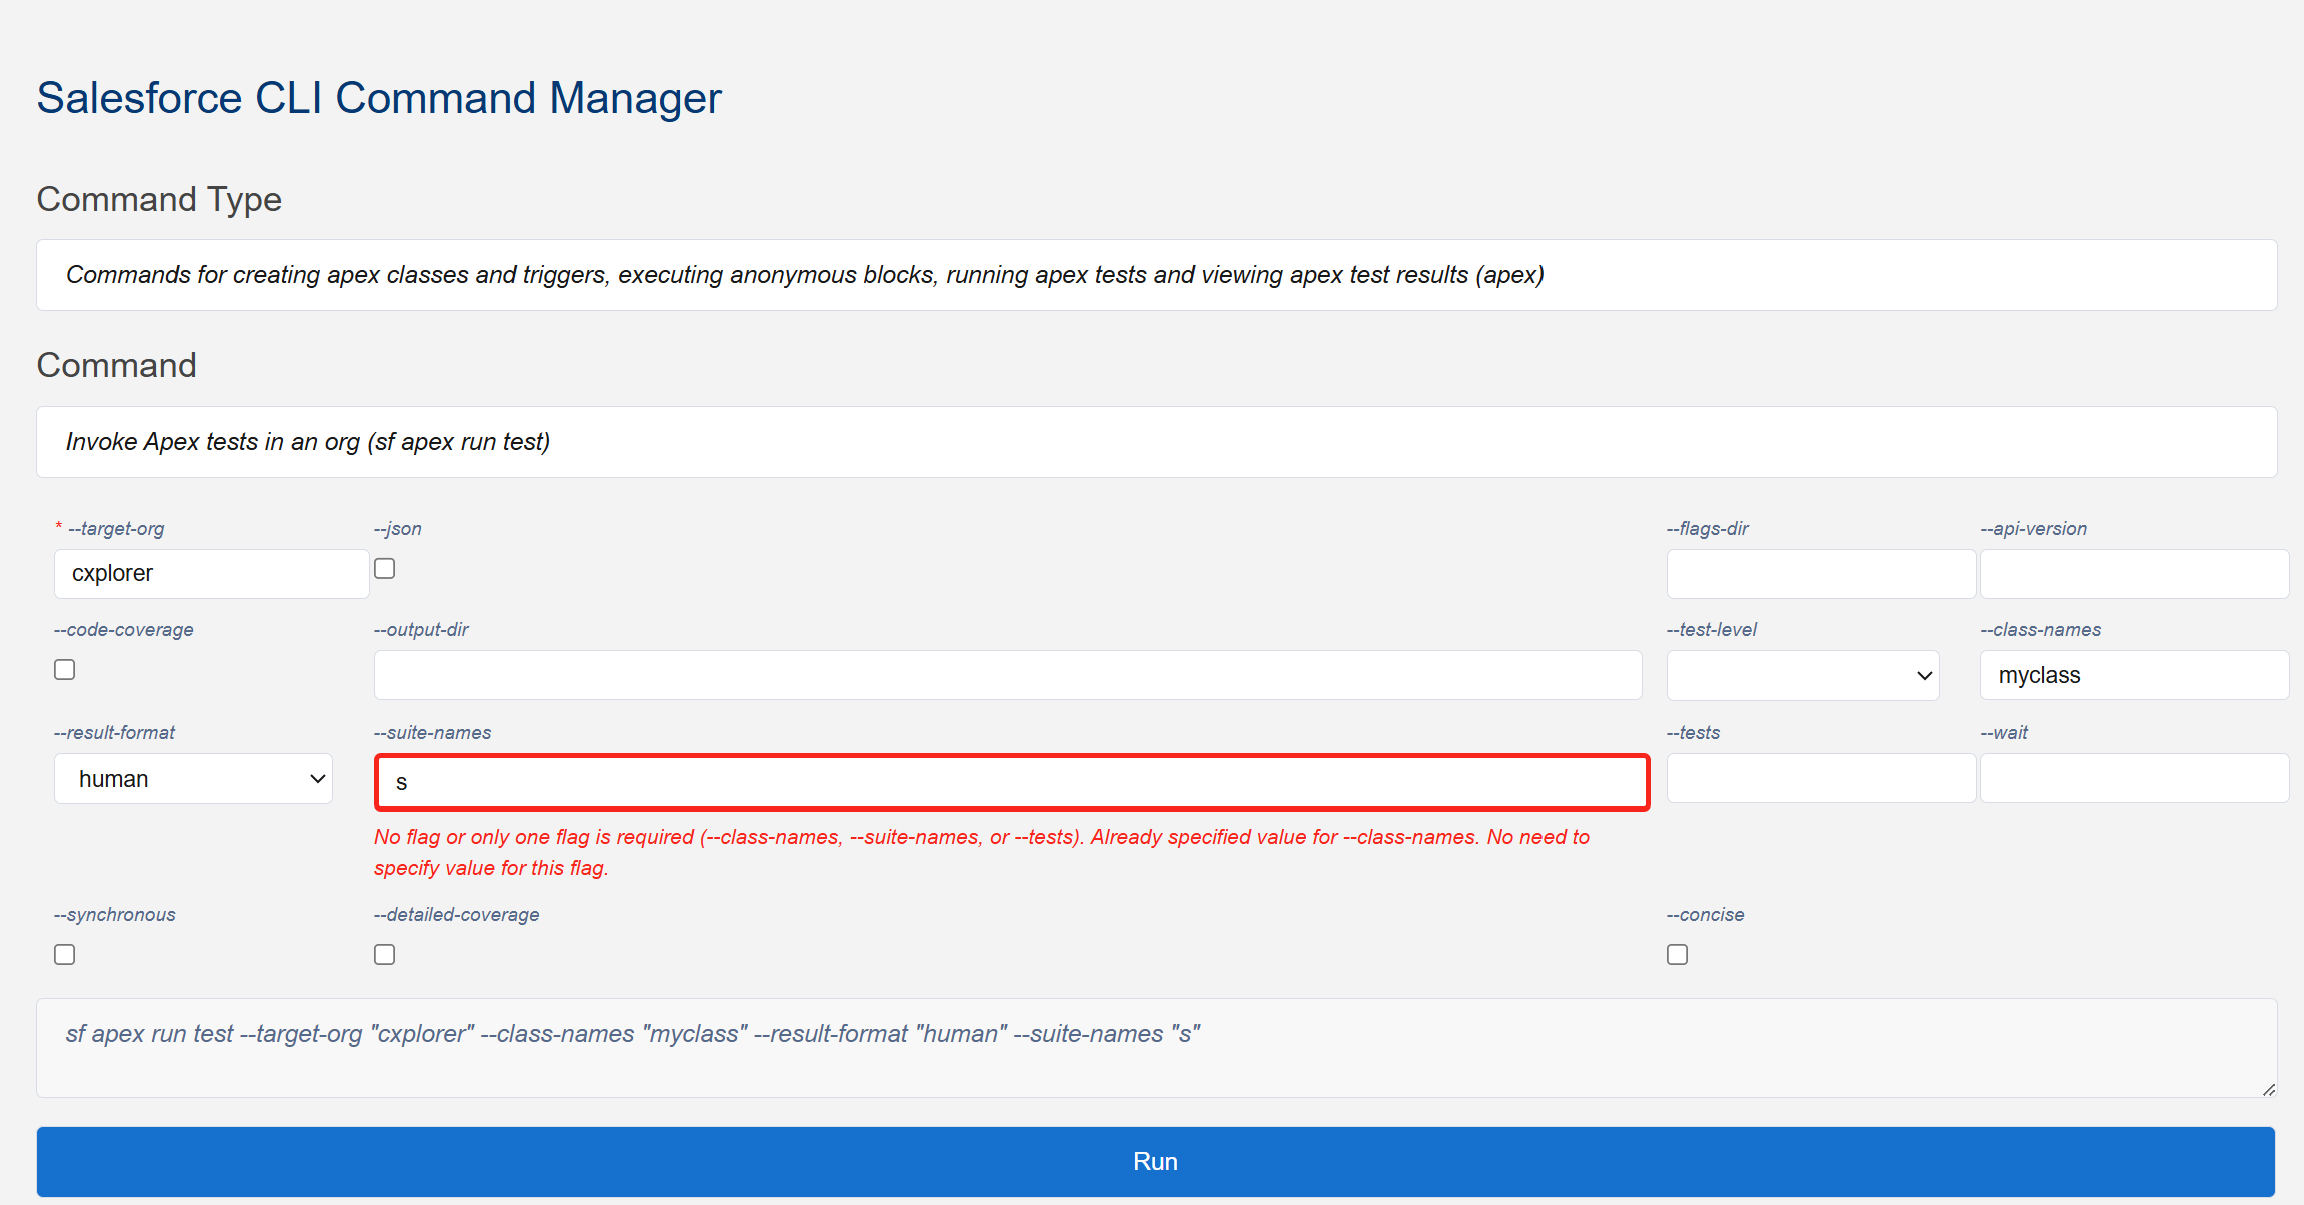 Salesforce CLI Command Manager
Command Type
Commands for creating apex classes and triggers, executing anonymous blocks, running apex tests and viewing apex test results (apex)
Command
Invoke Apex tests in an org (sf apex run test)
* --target-org
--json
--flags-dir
--api-version
cxplorer
--code-coverage
--output-dir
--test-level
--class-names
myclass
--result-format
--suite-names
--tests
--wait
human
s
No flag or only one flag is required (--class-names, --suite-names, or --tests). Already specified value for --class-names. No need to
specify value for this flag.
--synchronous
--detailed-coverage
--concise
sf apex run test --target-org "cxplorer" --class-names "myclass" --result-format "human" --suite-names "s"
Run